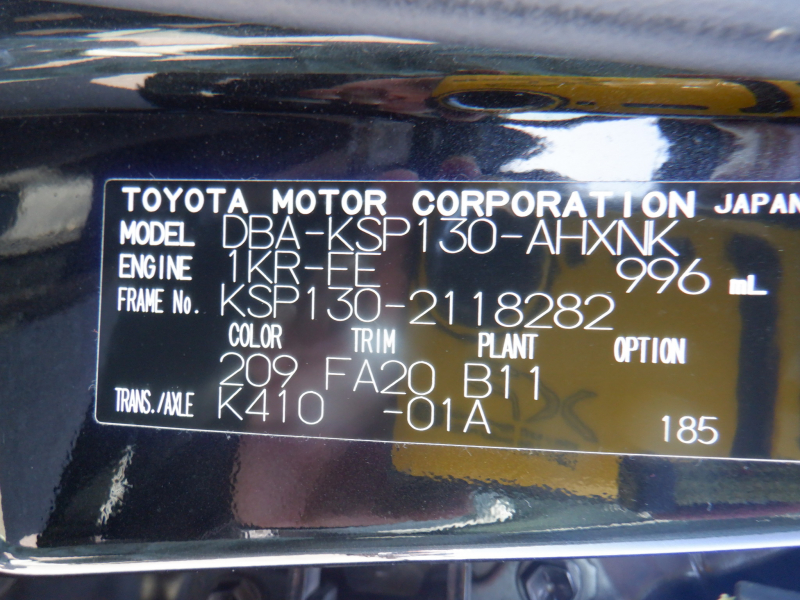 TOYOTA MOTOR CORPORATION JAPAN
MODEL DBA-KSP130-AHXNK
ENGINE 1KR-FE 996 mL
FRAME No. KSP130-2118282
COLOR TRIM PLANT OPTION
209 FA20 B11
TRANS./AXLE K410 -01A 185